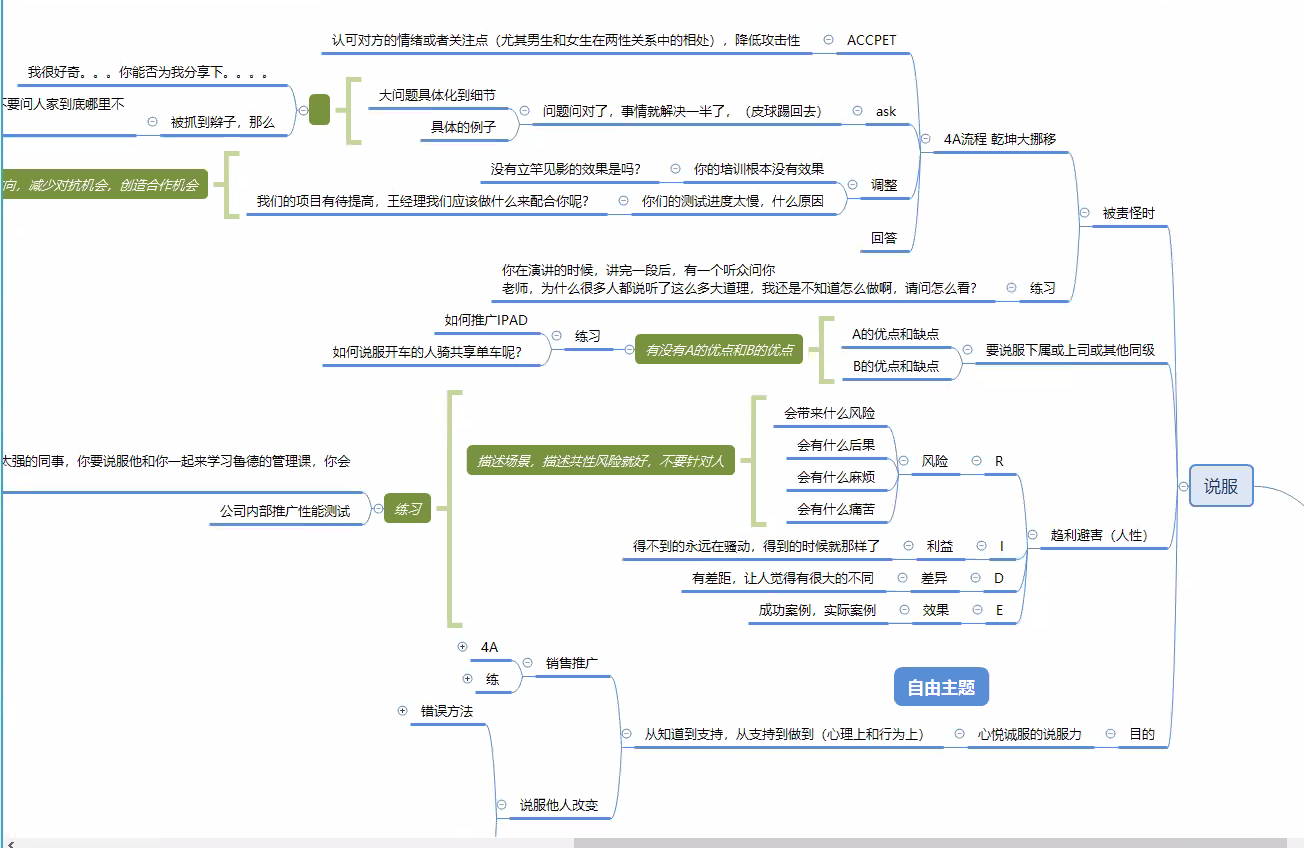 认可对方的情绪或者关注点（尤其男生和女生在两性关系中的相处），降低攻击性
ACCPET
我很好奇。。。你能否为我分享下。。。。
大问题具体化到细节
不要问人家到底哪里不
问题问对了，事情就解决一半了，（皮球踢回去）
ask
被抓到辫子，那么
具体的例子
4A流程 乾坤大挪移
没有立竿见影的效果是吗？
你的培训根本没有效果
向，减少对抗机会，创造合作机会
调整
我们的项目有待提高，王经理我们应该做什么来配合你呢？
你们的测试进度太慢，什么原因
被责怪时
回答
你在演讲的时候，讲完一段后，有一个听众问你
老师，为什么很多人都说听了这么多大道理，我还是不知道怎么做啊，请问怎么看？
练习
如何推广IPAD
练习
A的优点和缺点
如何说服开车的人骑共享单车呢？
有没有A的优点和B的优点
要说服下属或上司或其他同级
B的优点和缺点
会带来什么风险
会有什么后果
太强的同事，你要说服他和你一起来学习鲁德的管理课，你会
描述场景，描述共性风险就好，不要针对人
风险
R
会有什么麻烦
说服
公司内部推广性能测试
练习
会有什么痛苦
趋利避害（人性）
得不到的永远在骚动，得到的时候就那样了
利益
I
有差距，让人觉得有很大的不同
差异
D
成功案例，实际案例
效果
E
4A
销售推广
练
自由主题
错误方法
从知道到支持，从支持到做到（心理上和行为上）
心悦诚服的说服力
目的
说服他人改变